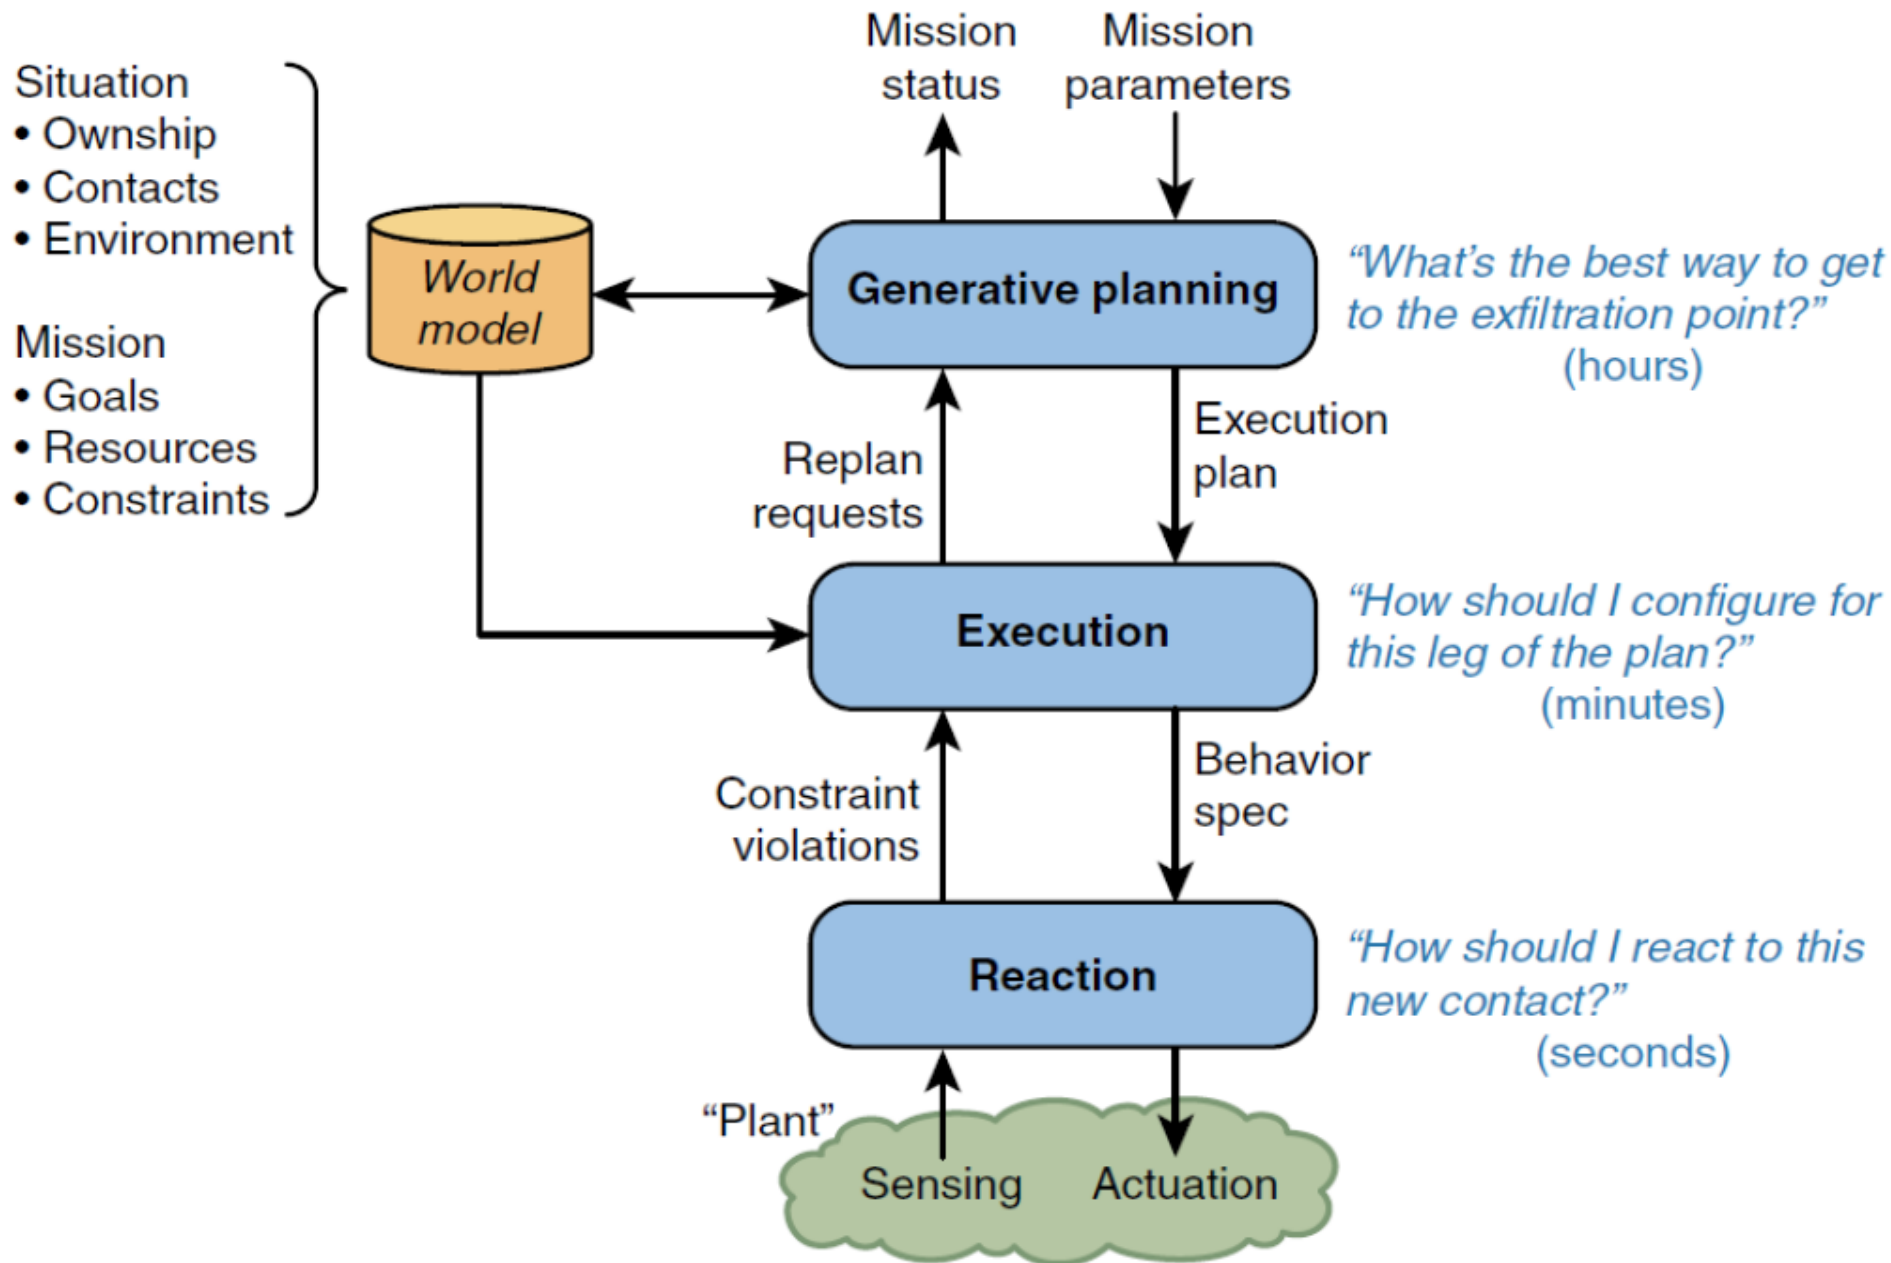 Mission
status
Mission
parameters
Situation
• Ownship
• Contacts
• Environment
Mission
• Goals
• Resources
• Constraints
World
model
Generative planning
“What’s the best way to get
to the exfiltration point?”
(hours)
Replan
requests
Execution
plan
Execution
“How should I configure for
this leg of the plan?”
(minutes)
Constraint
violations
Behavior
spec
Reaction
“How should I react to this
new contact?”
(seconds)
“Plant”
Sensing
Actuation